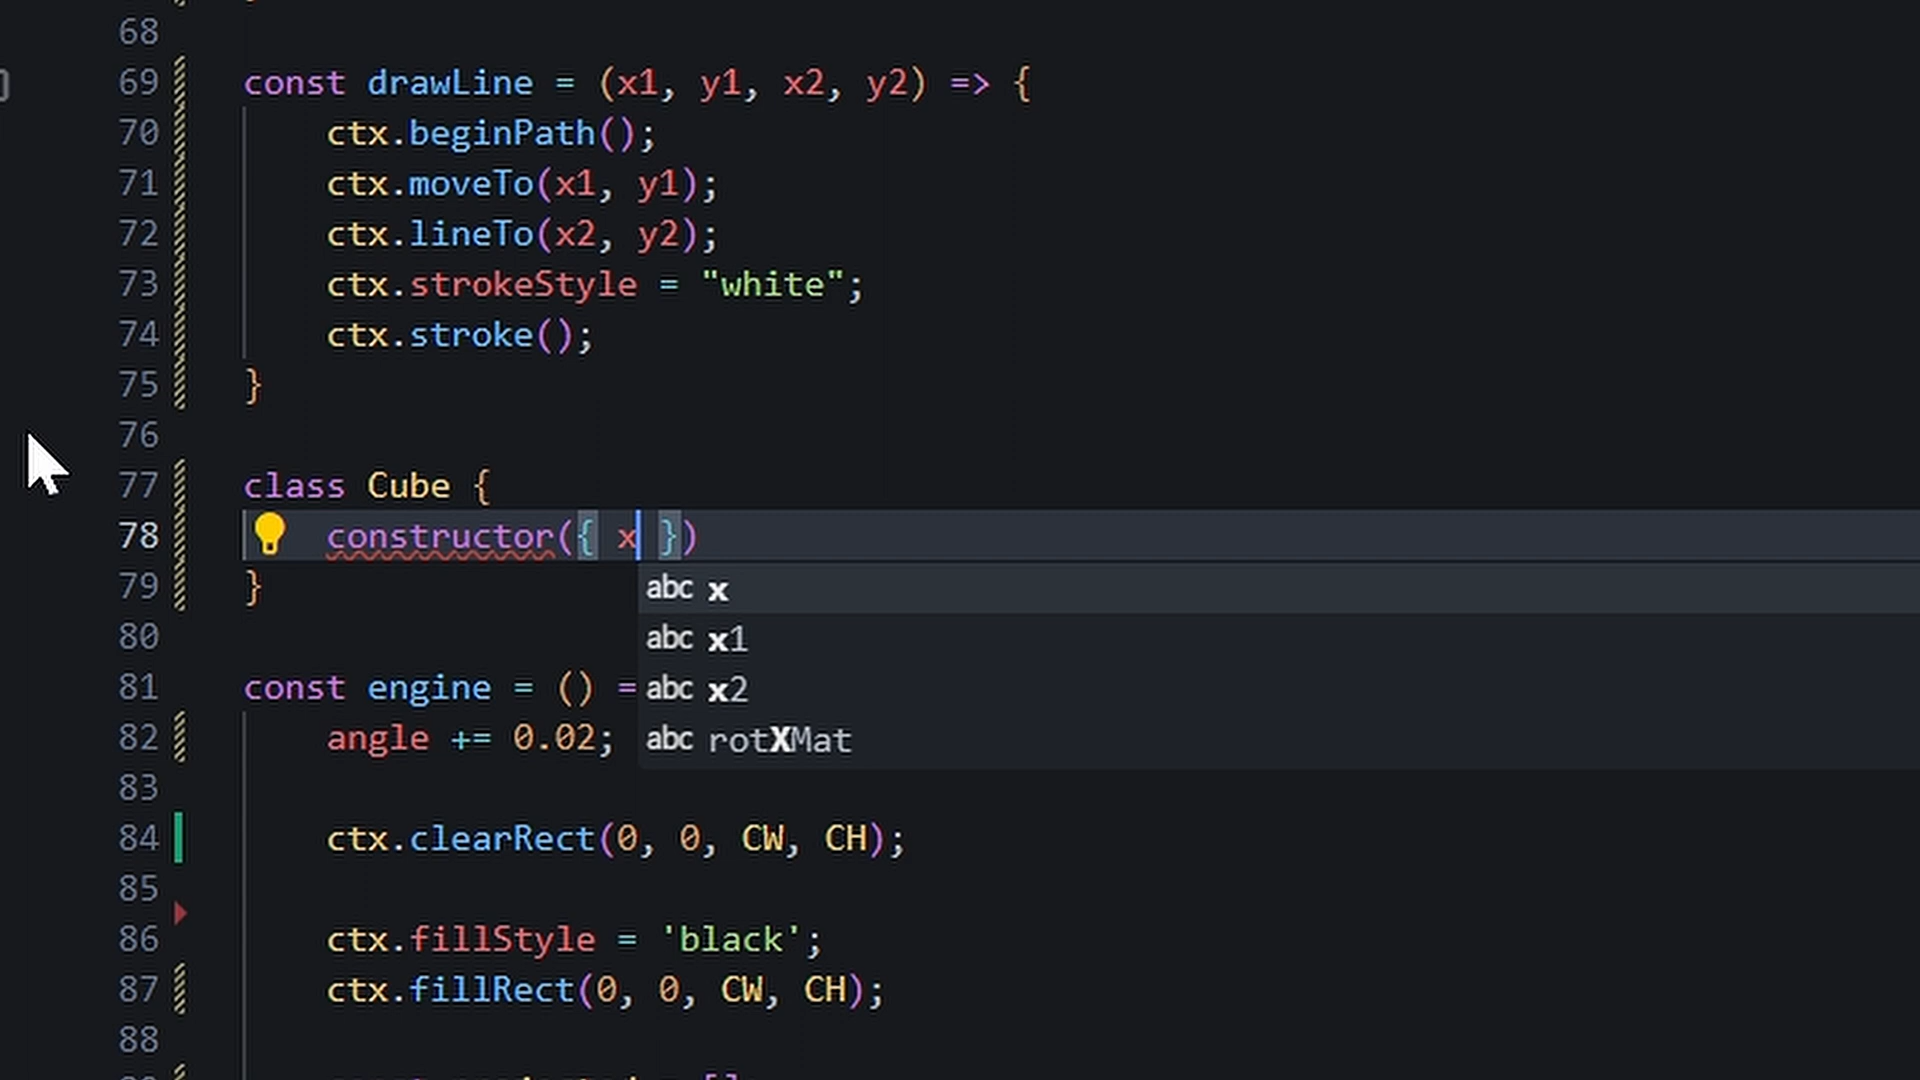 68
69 const drawLine = (x1, y1, x2, y2) => {
70 ctx.beginPath();
71 ctx.moveTo(x1, y1);
72 ctx.lineTo(x2, y2);
73 ctx.strokeStyle = "white";
74 ctx.stroke();
75 }
76
77 class Cube {
78 constructor({ x })
79 }
abc x
80
abc x1
81 const engine = () =
abc x2
82 angle += 0.02;
abc rotXMat
83
84 ctx.clearRect(0, 0, CW, CH);
85
86 ctx.fillStyle = 'black';
87 ctx.fillRect(0, 0, CW, CH);
88